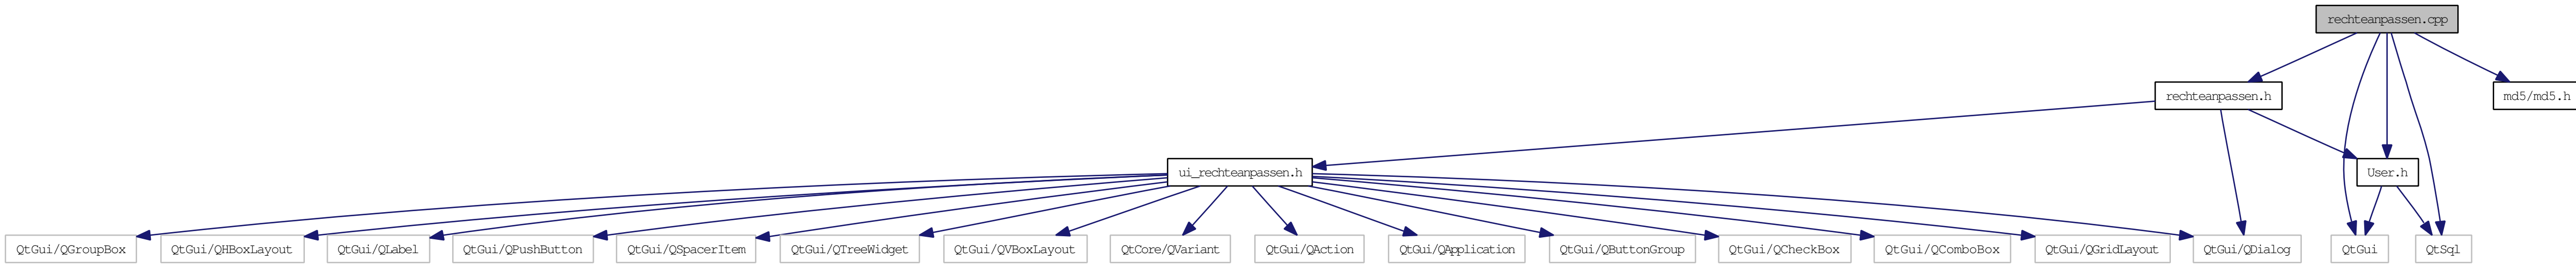 rechteanpassen.cpp
rechteanpassen.h
md5/md5.h
ui_rechteanpassen.h
User.h
QtGui/QGroupBox
QtGui/QHBoxLayout
QtGui/QLabel
QtGui/QPushButton
QtGui/QSpacerItem
QtGui/QTreeWidget
QtGui/QVBoxLayout
QtCore/QVariant
QtGui/QAction
QtGui/QApplication
QtGui/QButtonGroup
QtGui/QCheckBox
QtGui/QComboBox
QtGui/QGridLayout
QtGui/QDialog
QtGui
QtSql